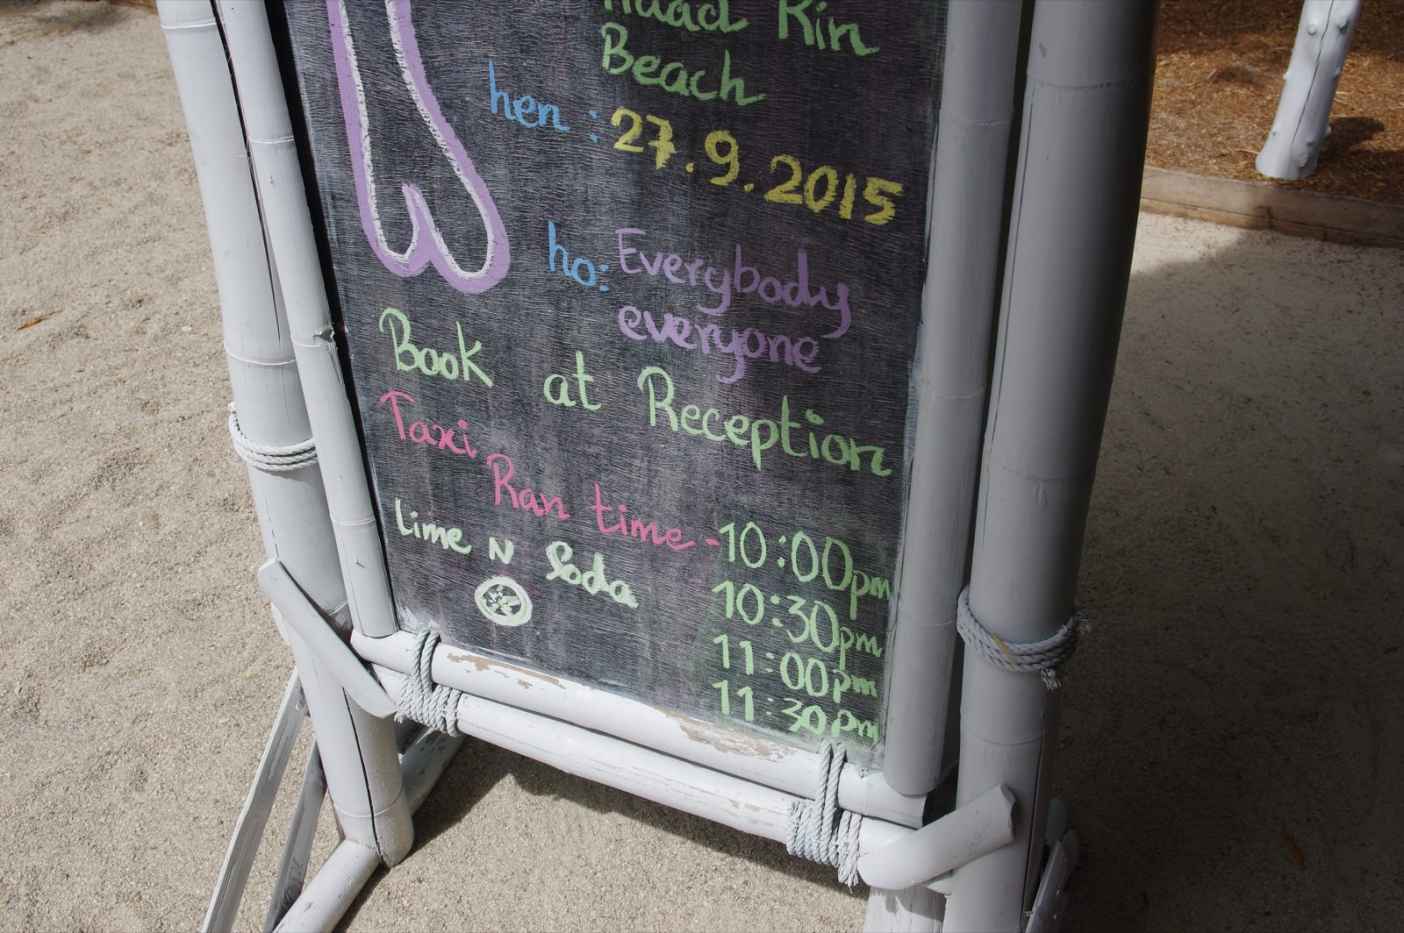 Haad Rin
Beach
hen : 27.9.2015
ho: Everybody
everyone
Book at Reception
Taxi
Ran time - 10:00pm
Lime N Soda
10:30pm
11:00pm
11:30pm